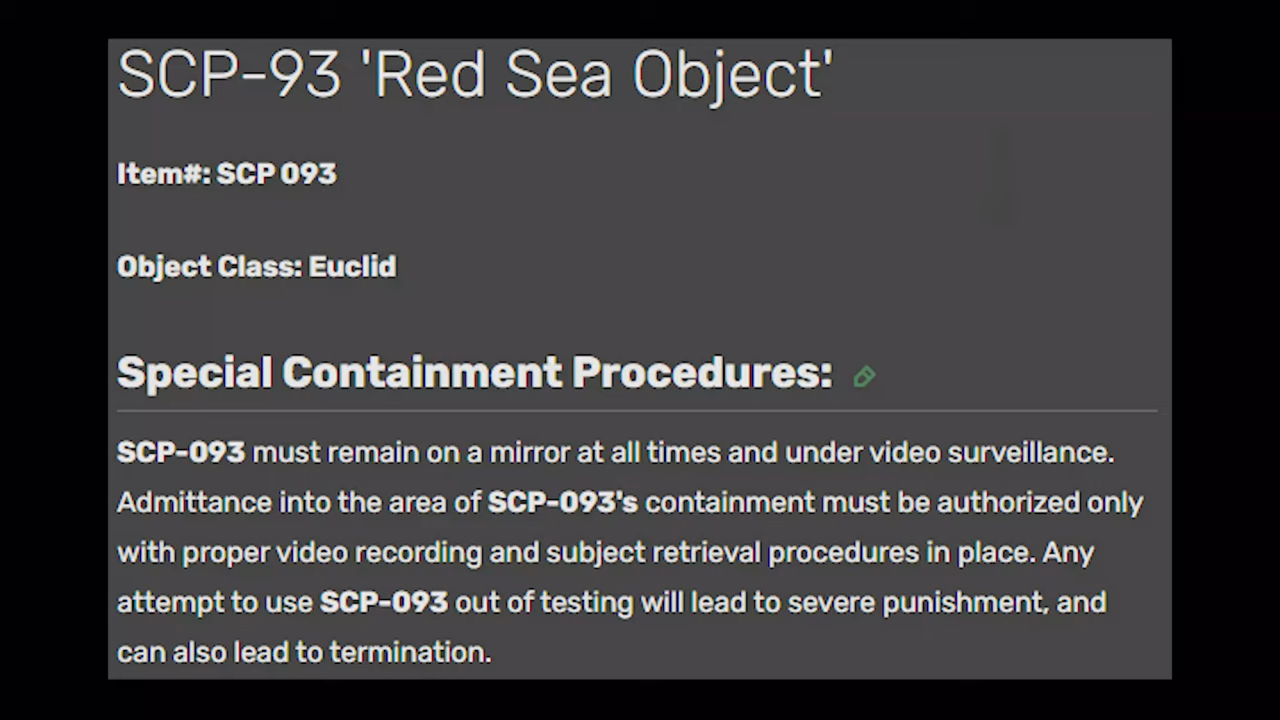 SCP-93 'Red Sea Object'
Item#: SCP 093
Object Class: Euclid
Special Containment Procedures:
SCP-093 must remain on a mirror at all times and under video surveillance.
Admittance into the area of SCP-093's containment must be authorized only
with proper video recording and subject retrieval procedures in place. Any
attempt to use SCP-093 out of testing will lead to severe punishment, and
can also lead to termination.